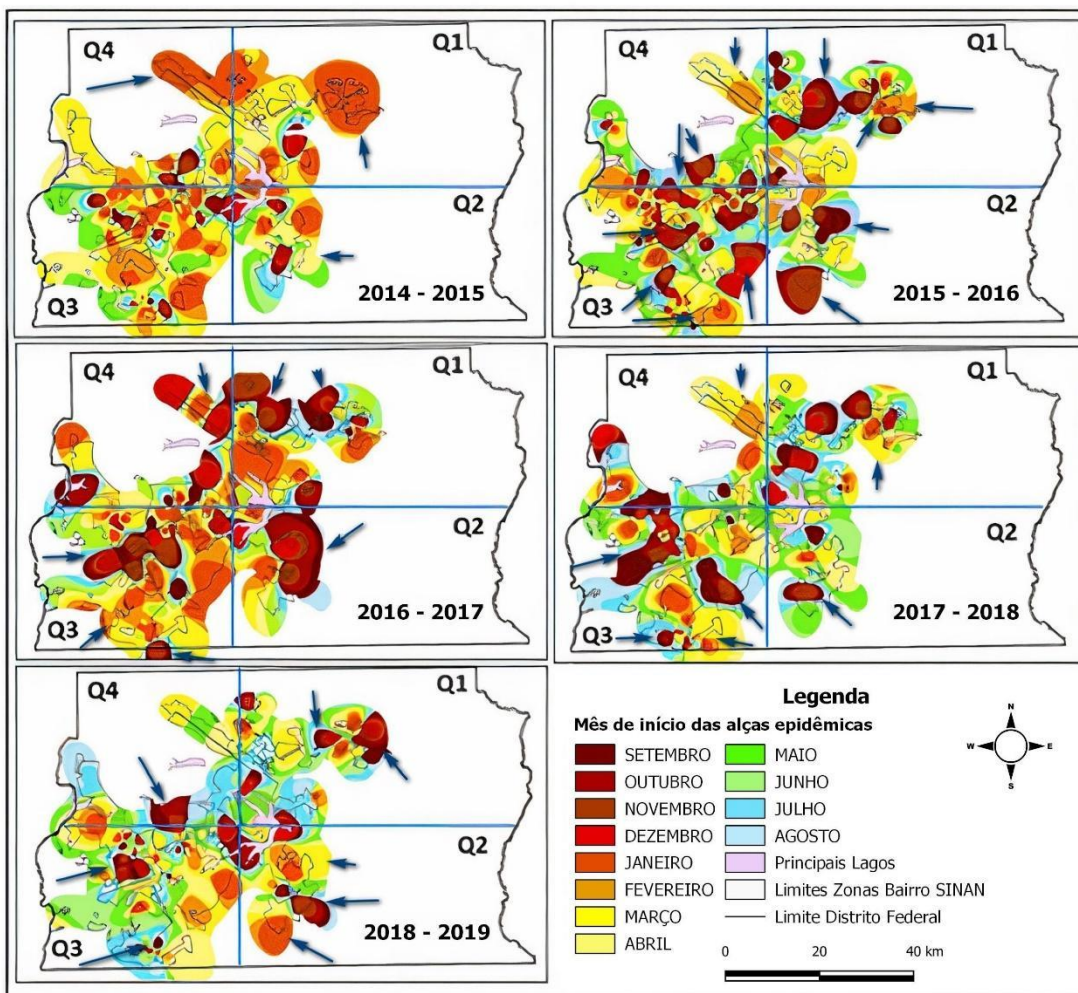 Q4
Q1
Q2
Q3
2014 - 2015
Q4
Q1
Q2
Q3
2015 - 2016
Q4
Q1
Q2
Q3
2016 - 2017
Q4
Q1
Q2
Q3
2017 - 2018
Q4
Q1
Q2
Q3
2018 - 2019
Legenda
Mês de início das alças epidêmicas
SETEMBRO
OUTUBRO
NOVEMBRO
DEZEMBRO
JANEIRO
FEVEREIRO
MARÇO
ABRIL
MAIO
JUNHO
JULHO
AGOSTO
Principais Lagos
Limites Zonas Bairro SINAN
Limite Distrito Federal
N
W E
S
0 20 40 km